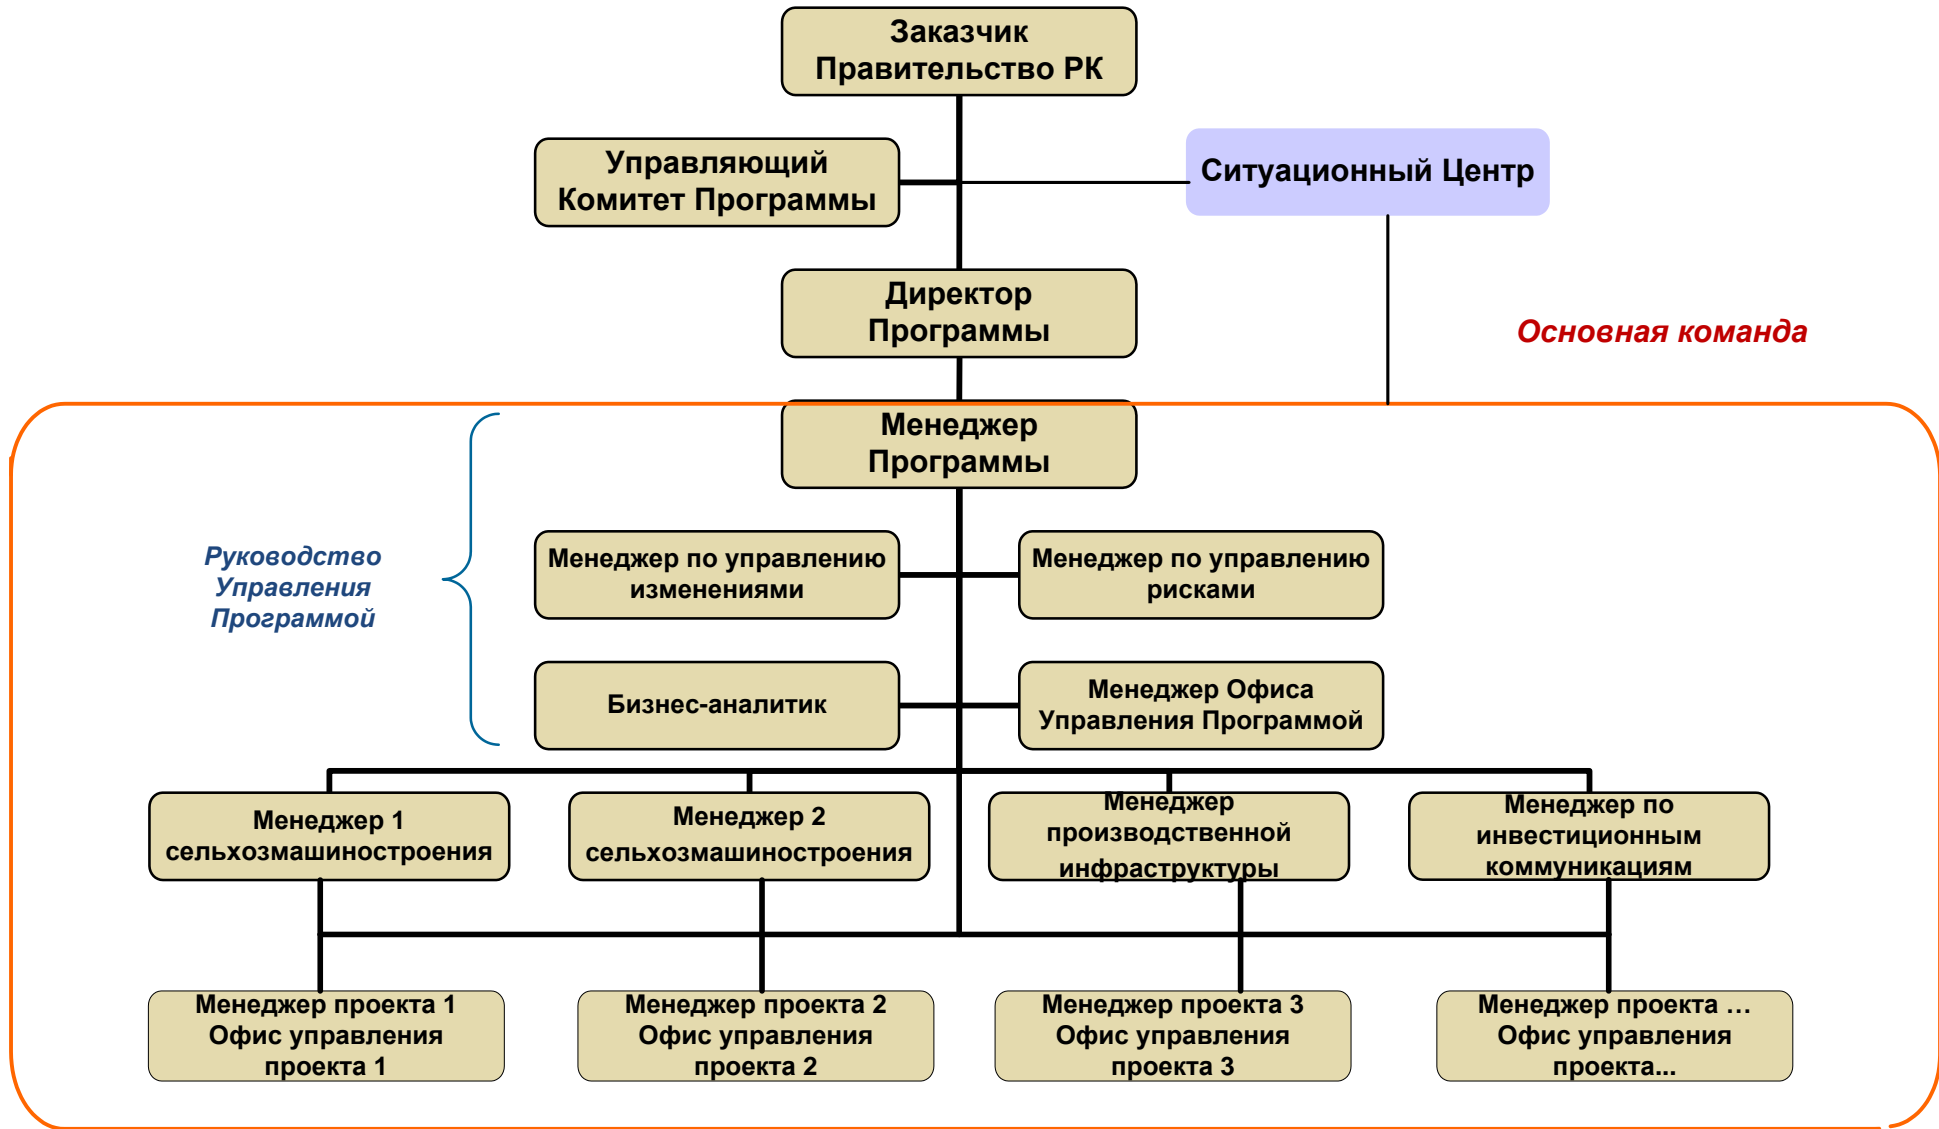 Заказчик
Правительство РК
Управляющий
Комитет Программы
Ситуационный Центр
Директор
Программы
Основная команда
Менеджер
Программы
Руководство
Управления
Программой
Менеджер по управлению
изменениями
Менеджер по управлению
рисками
Бизнес-аналитик
Менеджер Офиса
Управления Программой
Менеджер 1
сельхозмашиностроения
Менеджер 2
сельхозмашиностроения
Менеджер
производственной
инфраструктуры
Менеджер по
инвестиционным
коммуникациям
Менеджер проекта 1
Офис управления
проекта 1
Менеджер проекта 2
Офис управления
проекта 2
Менеджер проекта 3
Офис управления
проекта 3
Менеджер проекта …
Офис управления
проекта...